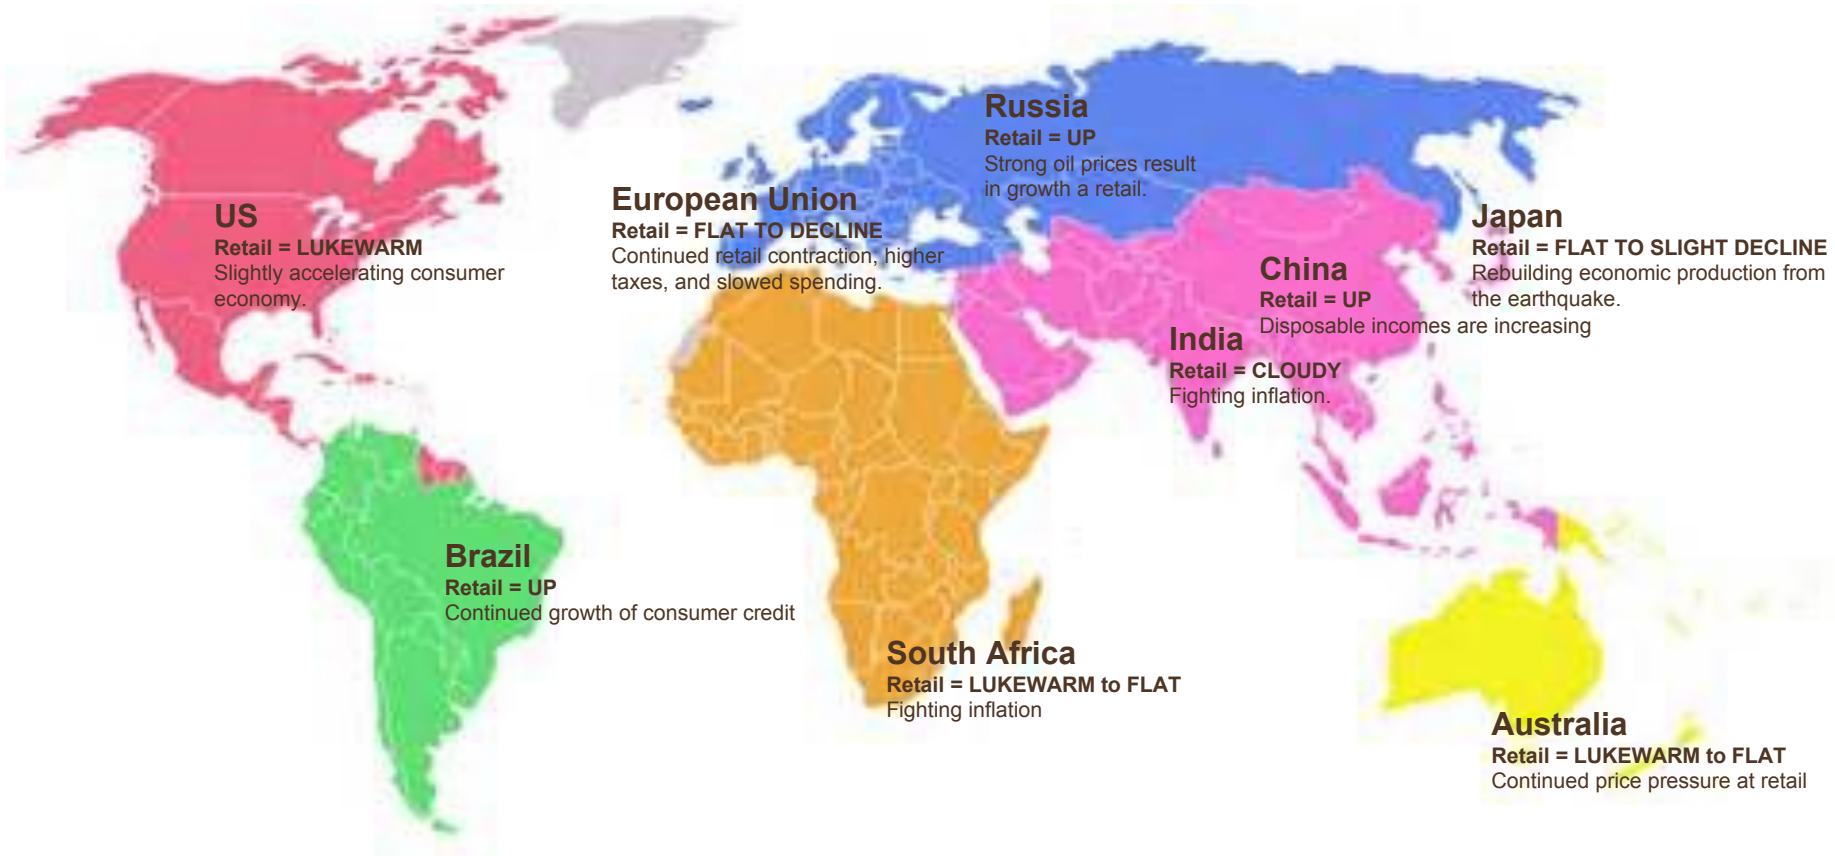 Russia
Retail = UP
Strong oil prices result
in growth a retail.
European Union
Retail = FLAT TO DECLINE
Continued retail contraction, higher
taxes, and slowed spending.
US
Retail = LUKEWARM
Slightly accelerating consumer
economy.
Japan
Retail = FLAT TO SLIGHT DECLINE
Rebuilding economic production from
the earthquake.
China
Retail = UP
Disposable incomes are increasing
India
Retail = CLOUDY
Fighting inflation.
Brazil
Retail = UP
Continued growth of consumer credit
South Africa
Retail = LUKEWARM to FLAT
Fighting inflation
Australia
Retail = LUKEWARM to FLAT
Continued price pressure at retail